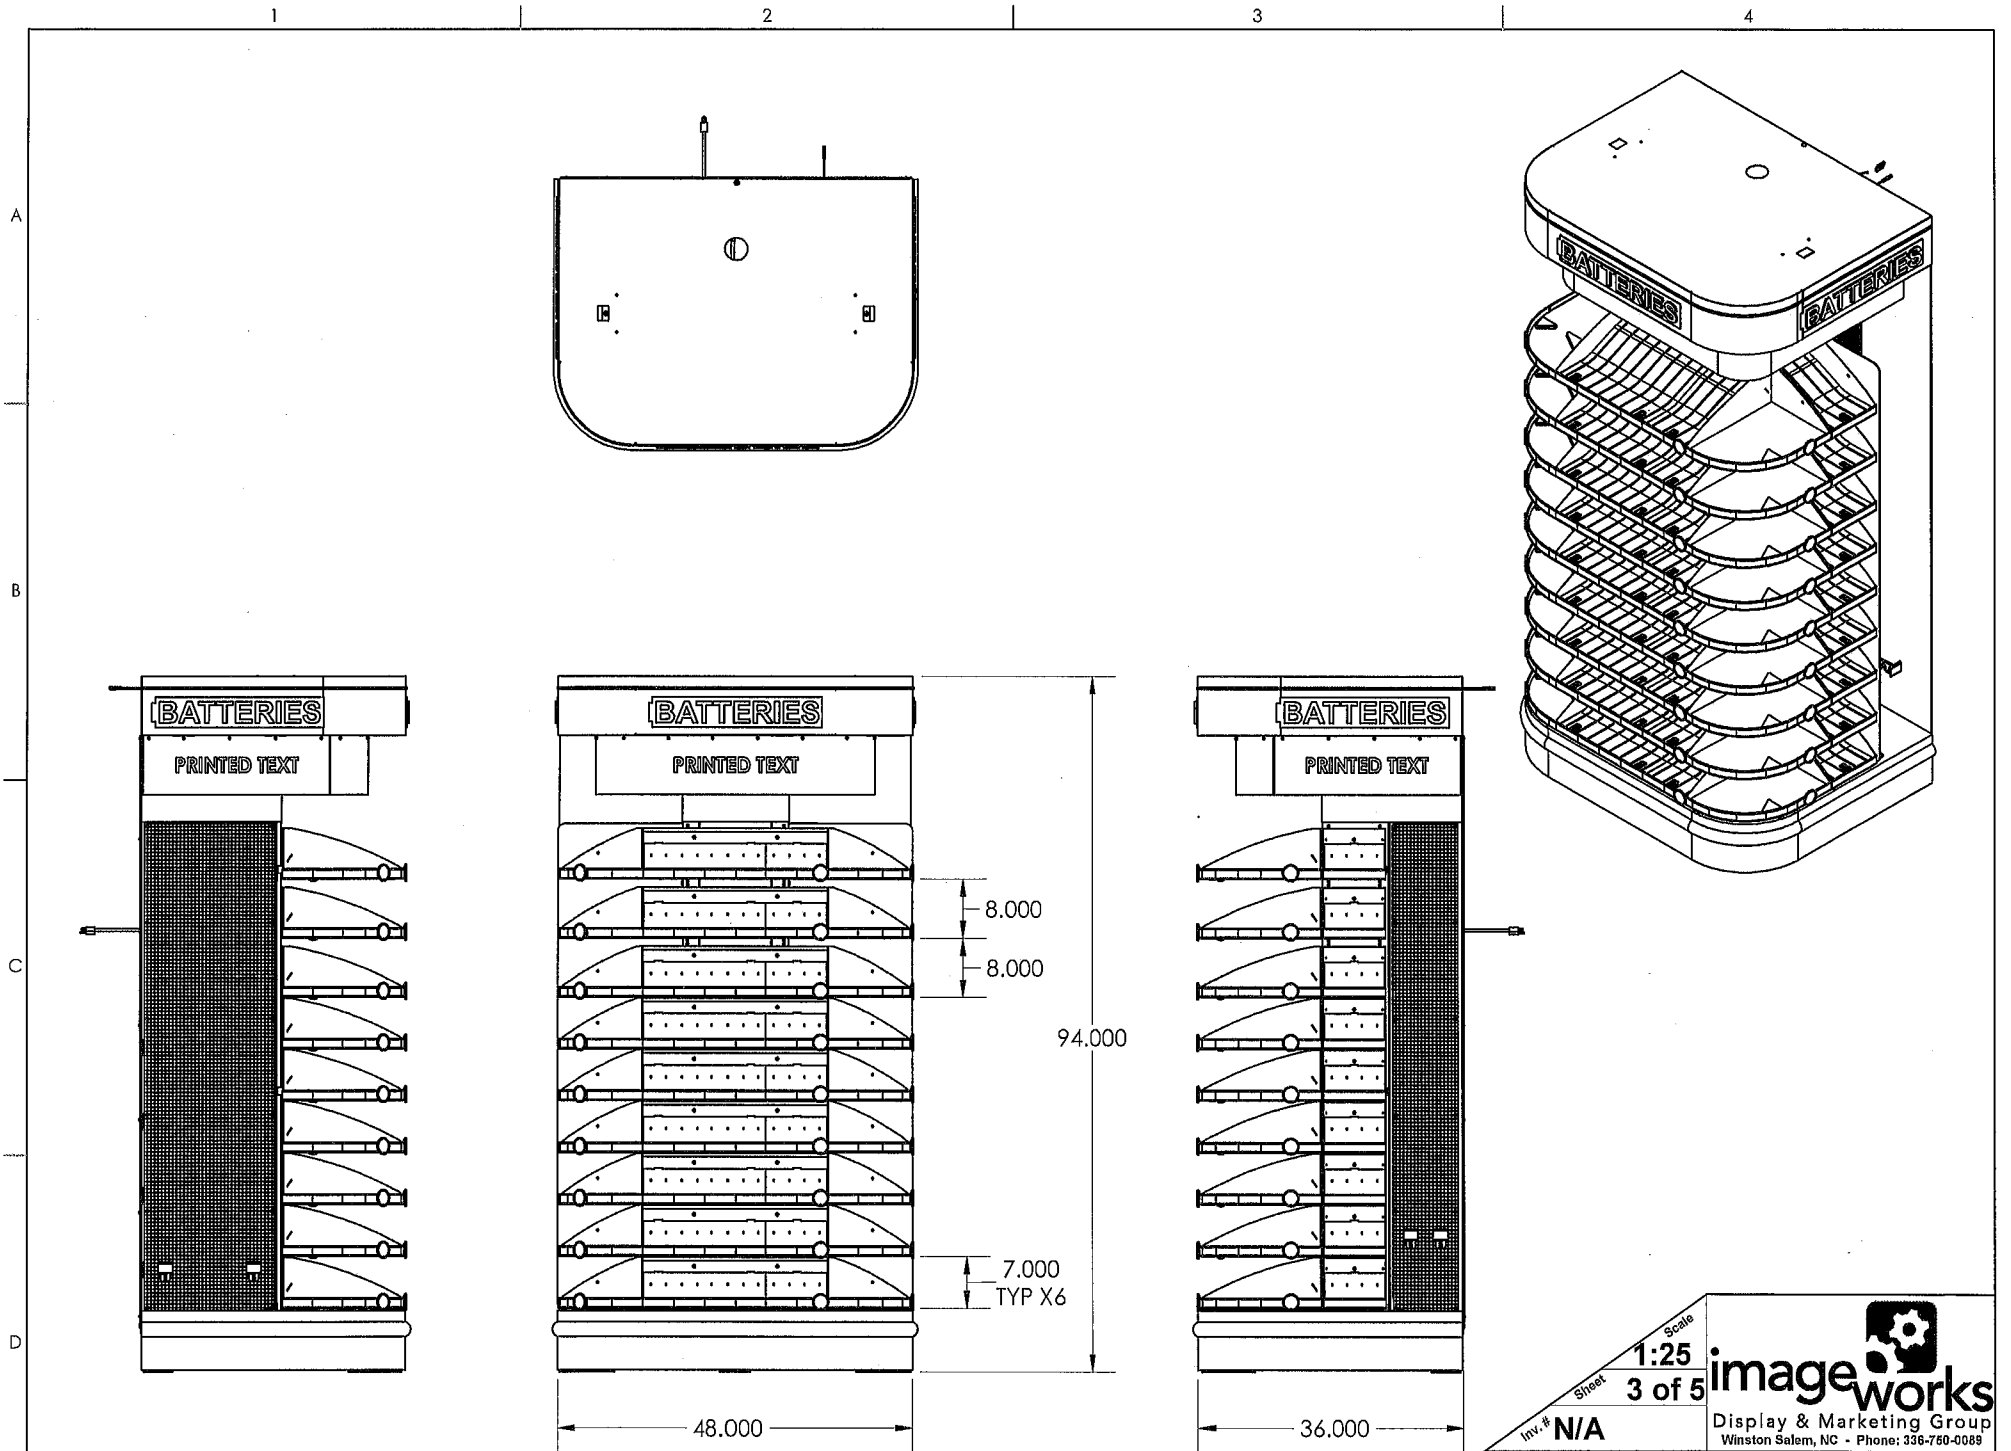 1 2 3 4
A
B
C
D
BATTERIES
BATTERIES
BATTERIES
PRINTED TEXT
BATTERIES
PRINTED TEXT
BATTERIES
PRINTED TEXT
8.000
8.000
94.000
7.000
TYP X6
48.000
36.000
Scale
1:25
Sheet
3 of 5
Inv. #
N/A
imageworks
Display & Marketing Group
Winston Salem, NC - Phone: 336-760-0089